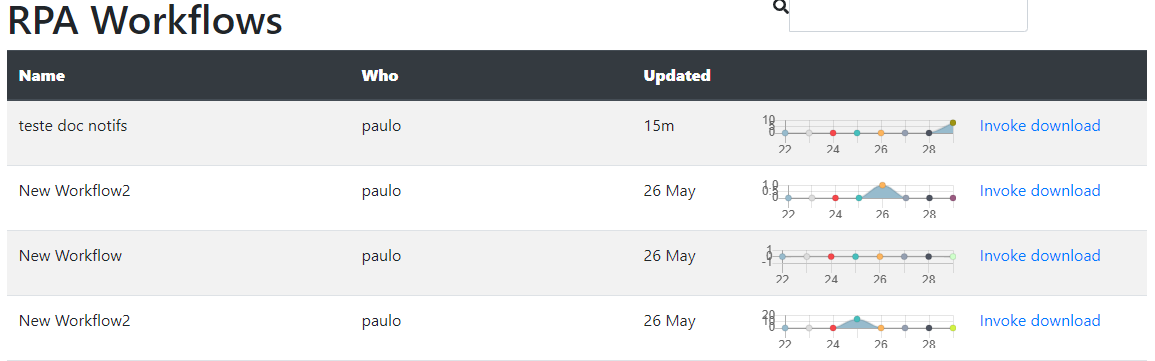 RPA Workflows
Name Who Updated
teste doc notifs paulo 15m 10 5 0 22 24 26 28 Invoke download
New Workflow2 paulo 26 May 1.0 0.5 0 22 24 26 28 Invoke download
New Workflow paulo 26 May 1 0 -1 22 24 26 28 Invoke download
New Workflow2 paulo 26 May 20 10 0 22 24 26 28 Invoke download